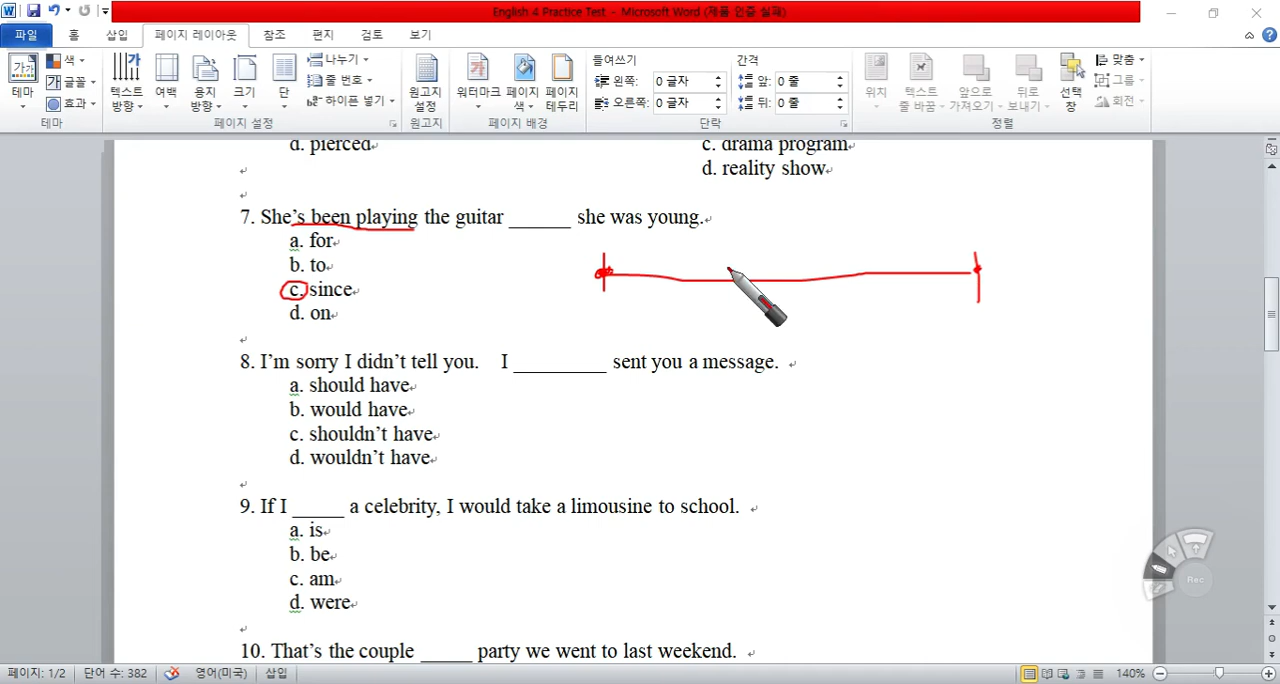 English 4 Practice Test - Microsoft Word (제품 인증 실패)
파일 홈 삽입 페이지 레이아웃 참조 편지 검토 보기
가가 테마 색 글꼴 효과 텍스트 방향 여백 용지 방향 크기 단 나누기 줄 번호 하이픈 넣기 원고지 설정 워터마크 페이지 색 페이지 테두리 들여쓰기 왼쪽: 0 글자 오른쪽: 0 글자 간격 앞: 0 줄 뒤: 0 줄 위치 텍스트 줄 바꿈 앞으로 가져오기 뒤로 보내기 선택 창 맞춤 그룹 회전
테마 페이지 설정 원고지 페이지 배경 단락 정렬
d. pierced
c. drama program
d. reality show
7. She's been playing the guitar ______ she was young.
a. for
b. to
c. since
d. on
8. I'm sorry I didn't tell you. I _________ sent you a message.
a. should have
b. would have
c. shouldn't have
d. wouldn't have
9. If I _____ a celebrity, I would take a limousine to school.
a. is
b. be
c. am
d. were
10. That's the couple _____ party we went to last weekend.
Rec
페이지: 1/2 단어 수: 382 영어(미국) 삽입 140%